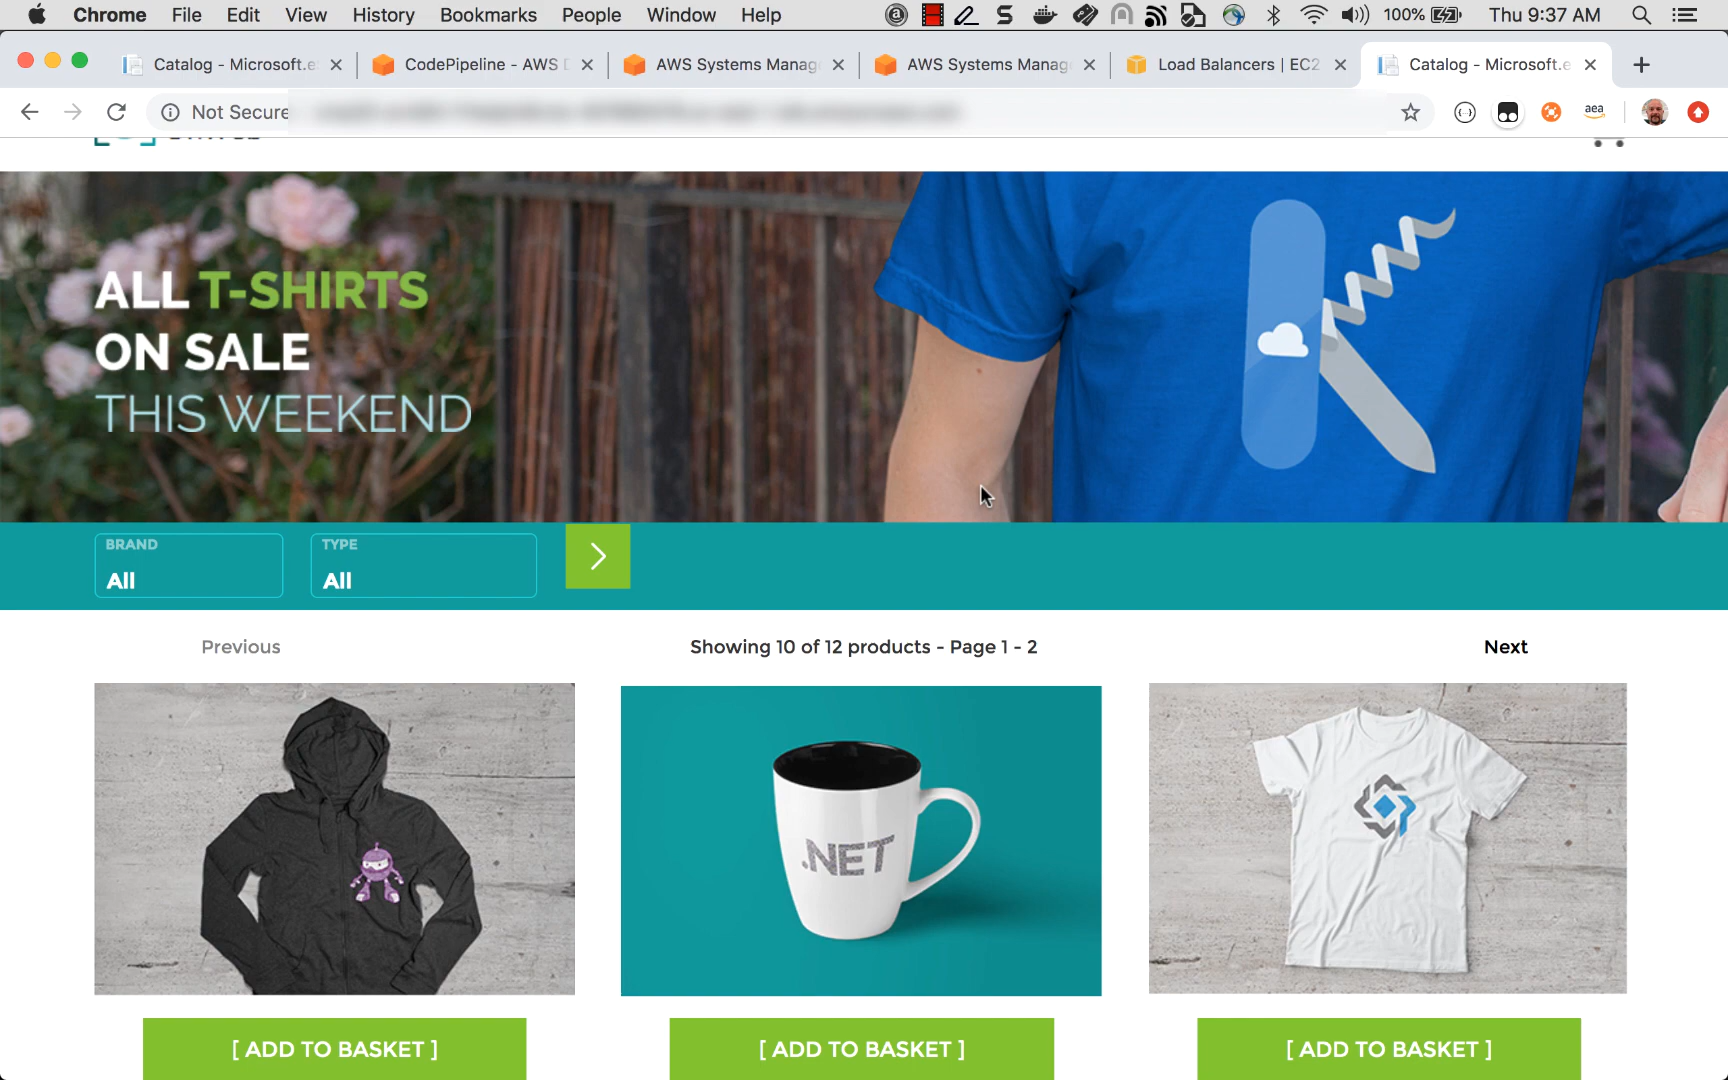 Chrome File Edit View History Bookmarks People Window Help 100% Thu 9:37 AM
Catalog - Microsoft.e CodePipeline - AWS D AWS Systems Manag AWS Systems Manag Load Balancers | EC2 Catalog - Microsoft.e
Not Secure aea
ALL T-SHIRTS
ON SALE
THIS WEEKEND
BRAND TYPE
All All
Previous Showing 10 of 12 products - Page 1 - 2 Next
.NET
[ ADD TO BASKET ] [ ADD TO BASKET ] [ ADD TO BASKET ]